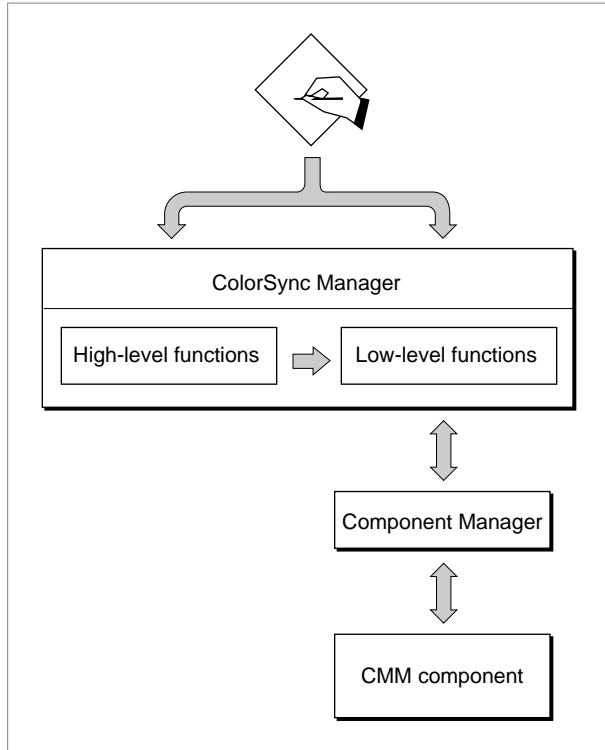 ColorSync Manager
High-level functions
Low-level functions
Component Manager
CMM component